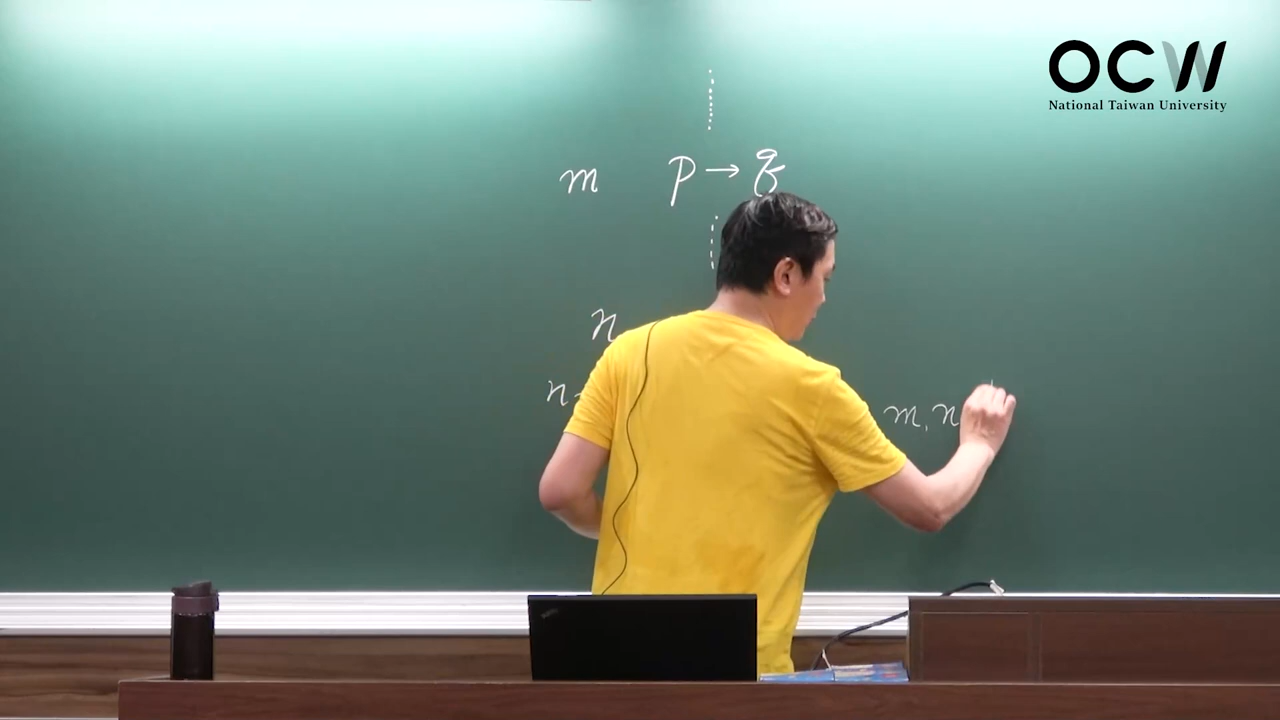 OCW
National Taiwan University
m p → q
n
n
m, n